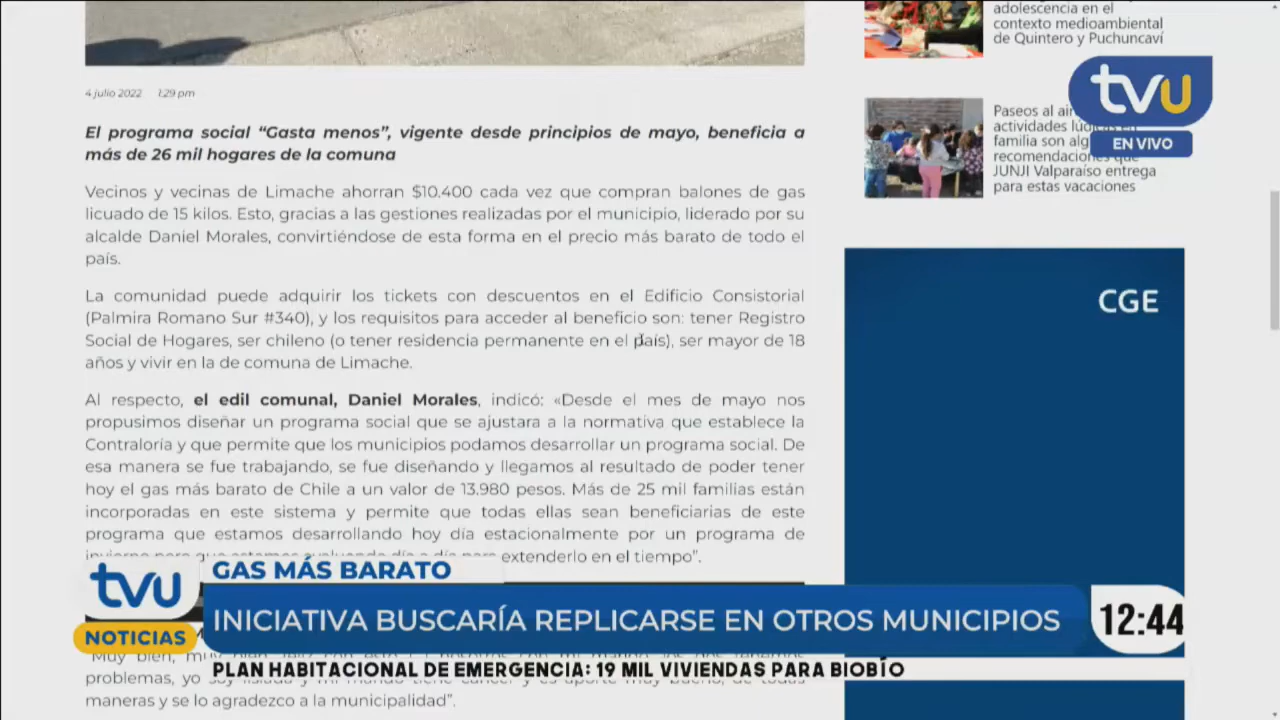 adolescencia en el
contexto medioambiental
de Quintero y Puchuncaví
tvu
EN VIVO
4 julio 2022 1:29 pm
El programa social “Gasta menos”, vigente desde principios de mayo, beneficia a
más de 26 mil hogares de la comuna
Paseos al air
actividades lúdicas en
familia son alg
recomendaciones que
JUNJI Valparaíso entrega
para estas vacaciones
Vecinos y vecinas de Limache ahorran $10.400 cada vez que compran balones de gas
licuado de 15 kilos. Esto, gracias a las gestiones realizadas por el municipio, liderado por su
alcalde Daniel Morales, convirtiéndose de esta forma en el precio más barato de todo el
país.
CGE
La comunidad puede adquirir los tickets con descuentos en el Edificio Consistorial
(Palmira Romano Sur #340), y los requisitos para acceder al beneficio son: tener Registro
Social de Hogares, ser chileno (o tener residencia permanente en el país), ser mayor de 18
años y vivir en la de comuna de Limache.
Al respecto, el edil comunal, Daniel Morales, indicó: «Desde el mes de mayo nos
propusimos diseñar un programa social que se ajustara a la normativa que establece la
Contraloría y que permite que los municipios podamos desarrollar un programa social. De
esa manera se fue trabajando, se fue diseñando y llegamos al resultado de poder tener
hoy el gas más barato de Chile a un valor de 13.980 pesos. Más de 25 mil familias están
incorporadas en este sistema y permite que todas ellas sean beneficiarias de este
programa que estamos desarrollando hoy día estacionalmente por un programa de
invierno pero que estamos evaluando día a día para extenderlo en el tiempo”.
tvu
NOTICIAS
GAS MÁS BARATO
INICIATIVA BUSCARÍA REPLICARSE EN OTROS MUNICIPIOS
12:44
PLAN HABITACIONAL DE EMERGENCIA: 19 MIL VIVIENDAS PARA BIOBÍO
“Muy bien,
problemas, yo
maneras y se lo agradezco a la municipalidad”.